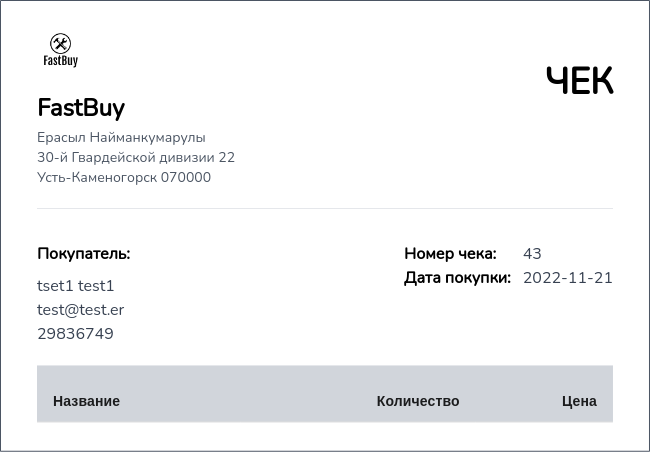 FastBuy
ЧЕК
FastBuy
Ерасыл Найманкумарулы
30-й Гвардейской дивизии 22
Усть-Каменогорск 070000
Покупатель:
tset1 test1
test@test.er
29836749
Номер чека: 43
Дата покупки: 2022-11-21
Название Количество Цена